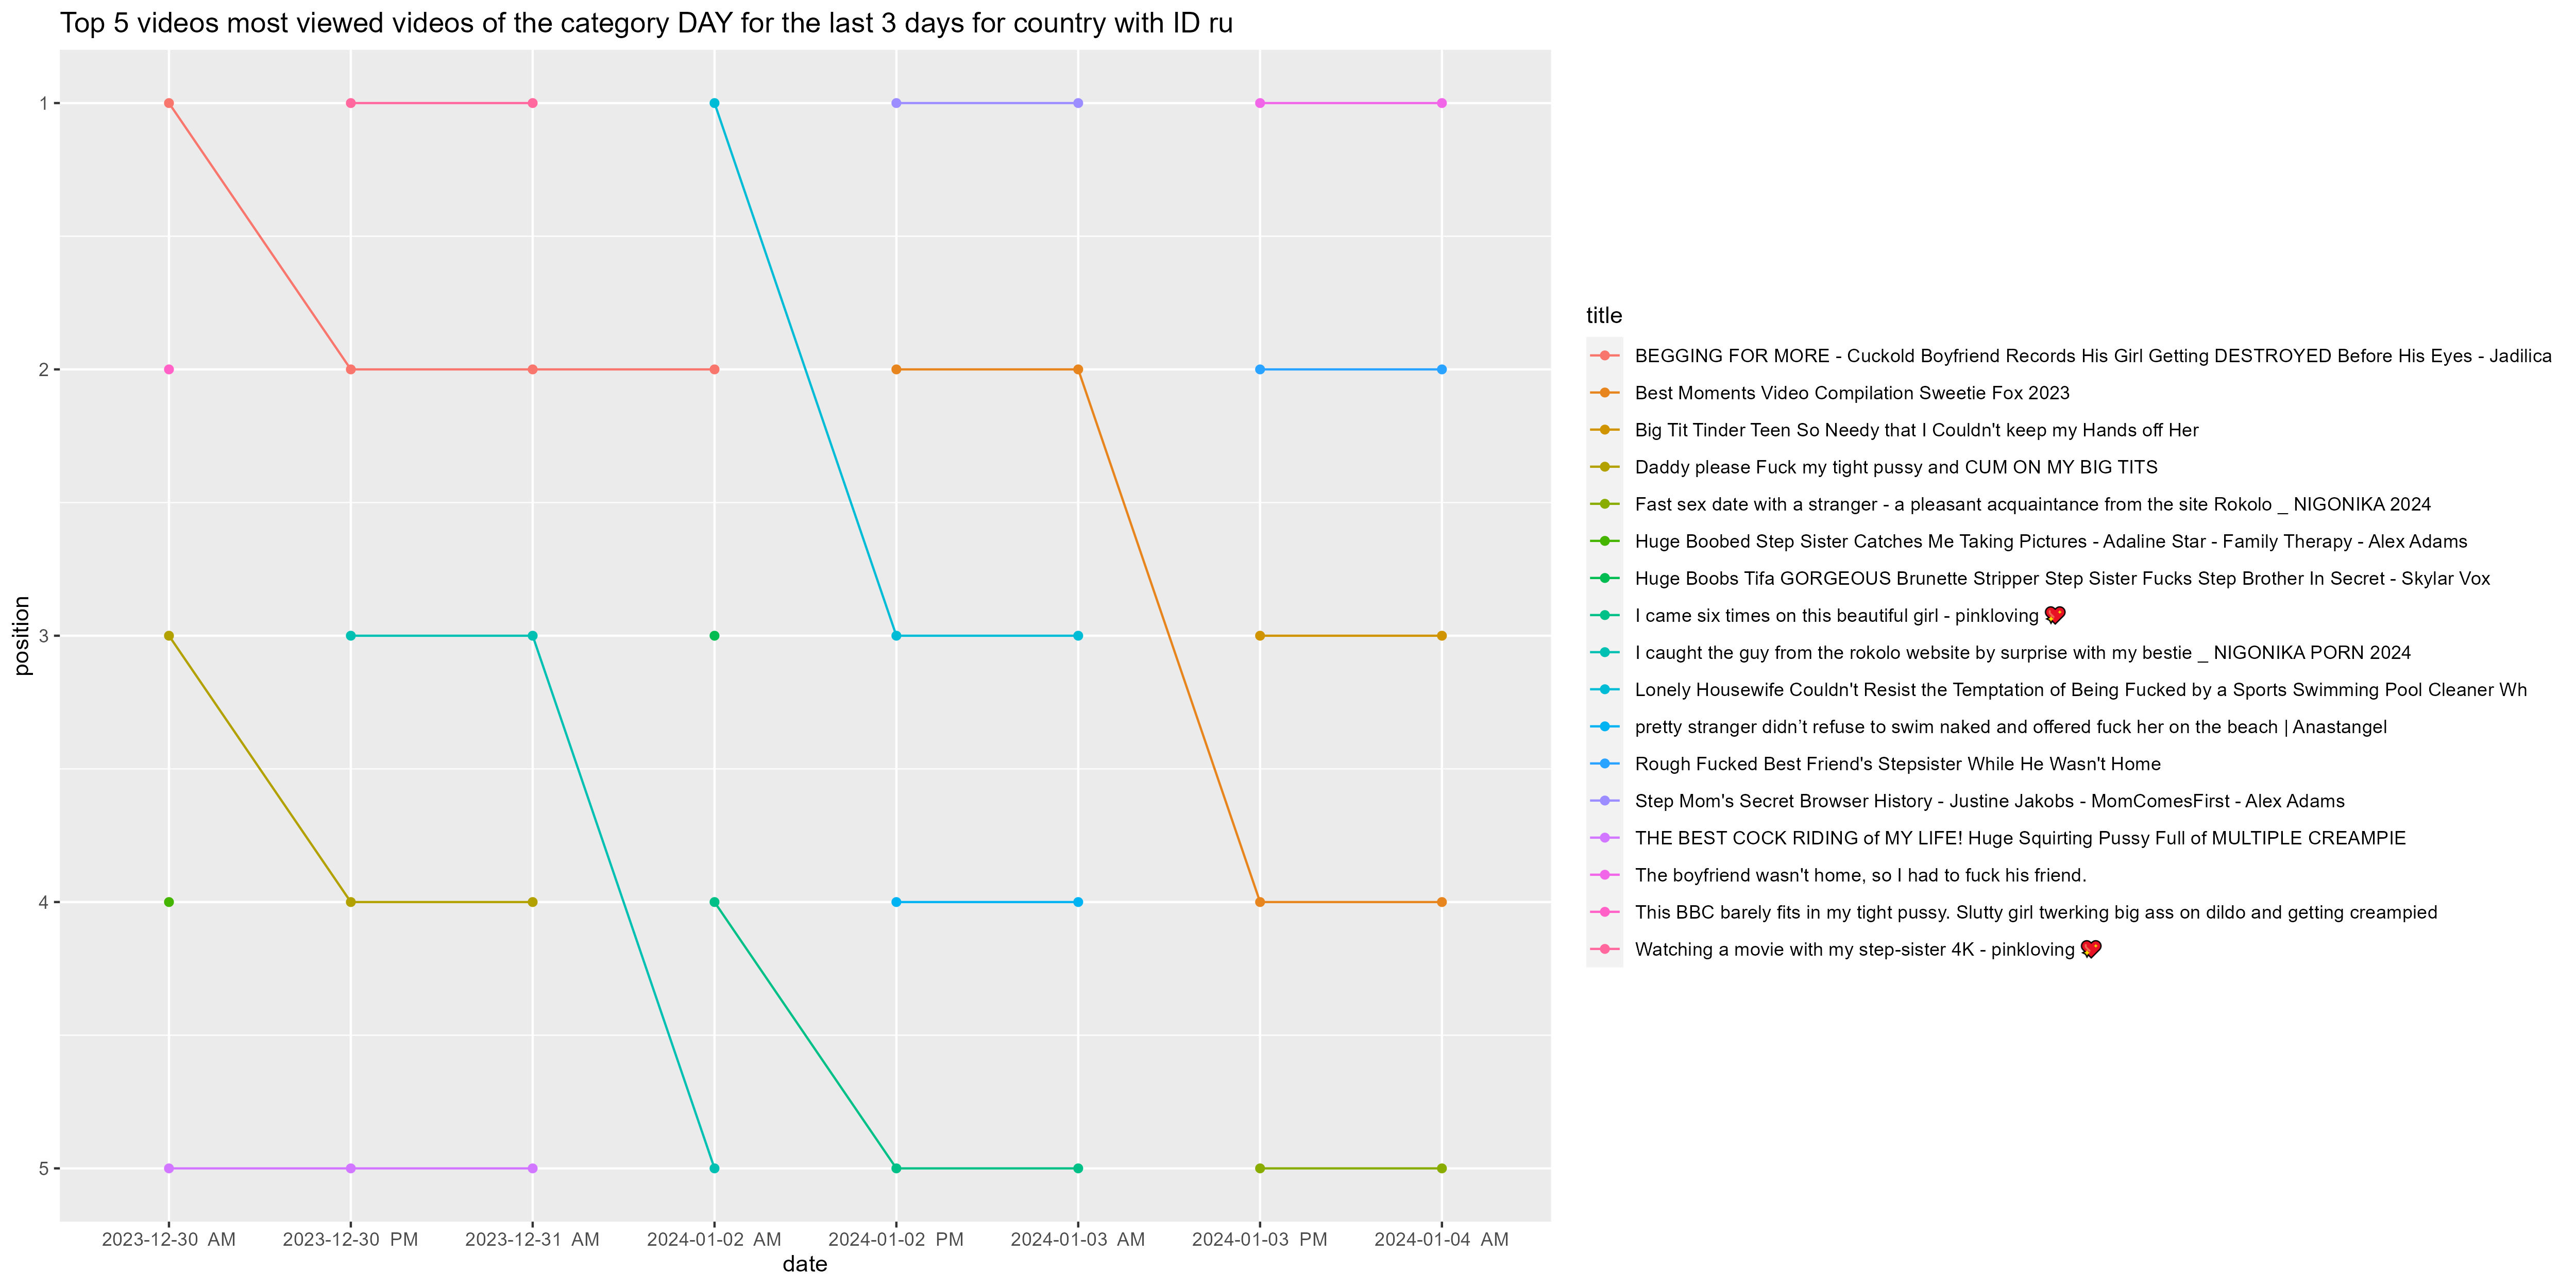 Top 5 videos most viewed videos of the category DAY for the last 3 days for country with ID ru
position
1
2
3
4
5
2023-12-30 AM
2023-12-30 PM
2023-12-31 AM
2024-01-02 AM
2024-01-02 PM
2024-01-03 AM
2024-01-03 PM
2024-01-04 AM
date
title
BEGGING FOR MORE - Cuckold Boyfriend Records His Girl Getting DESTROYED Before His Eyes - Jadilica
Best Moments Video Compilation Sweetie Fox 2023
Big Tit Tinder Teen So Needy that I Couldn't keep my Hands off Her
Daddy please Fuck my tight pussy and CUM ON MY BIG TITS
Fast sex date with a stranger - a pleasant acquaintance from the site Rokolo _ NIGONIKA 2024
Huge Boobed Step Sister Catches Me Taking Pictures - Adaline Star - Family Therapy - Alex Adams
Huge Boobs Tifa GORGEOUS Brunette Stripper Step Sister Fucks Step Brother In Secret - Skylar Vox
I came six times on this beautiful girl - pinkloving 💖
I caught the guy from the rokolo website by surprise with my bestie _ NIGONIKA PORN 2024
Lonely Housewife Couldn't Resist the Temptation of Being Fucked by a Sports Swimming Pool Cleaner Wh
pretty stranger didn’t refuse to swim naked and offered fuck her on the beach | Anastangel
Rough Fucked Best Friend's Stepsister While He Wasn't Home
Step Mom's Secret Browser History - Justine Jakobs - MomComesFirst - Alex Adams
THE BEST COCK RIDING of MY LIFE! Huge Squirting Pussy Full of MULTIPLE CREAMPIE
The boyfriend wasn't home, so I had to fuck his friend.
This BBC barely fits in my tight pussy. Slutty girl twerking big ass on dildo and getting creampied
Watching a movie with my step-sister 4K - pinkloving 💖